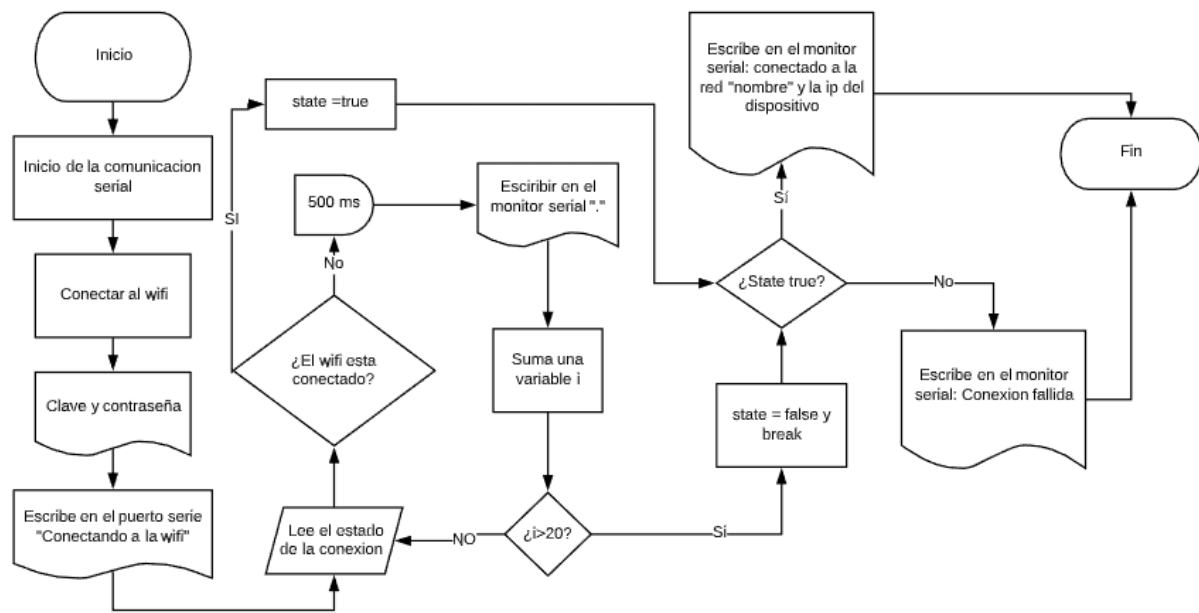 Inicio
Inicio de la comunicacion
serial
Conectar al wifi
Clave y contraseña
Escribe en el puerto serie
"Conectando a la wifi"
Lee el estado
de la conexion
¿El wifi esta
conectado?
SI
state =true
No
500 ms
Esciribir en el
monitor serial "."
Suma una
variable i
¿i>20?
NO
Si
state = false y
break
¿State true?
Sí
Escribe en el monitor
serial: conectado a la
red "nombre" y la ip del
dispositivo
No
Escribe en el monitor
serial: Conexion fallida
Fin